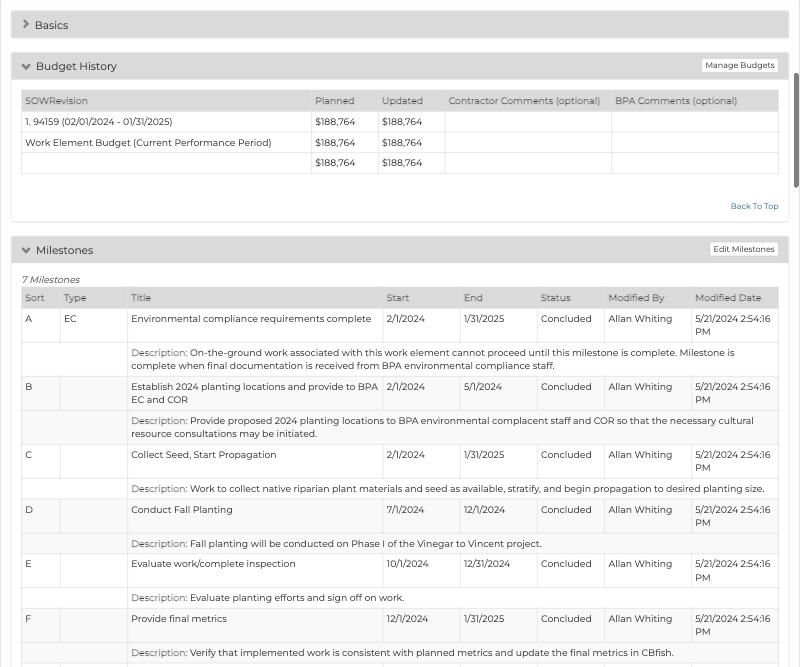 Basics
Budget History
Manage Budgets
SOWRevision Planned Updated Contractor Comments (optional) BPA Comments (optional)
1. 94159 (02/01/2024 - 01/31/2025) $188,764 $188,764
Work Element Budget (Current Performance Period) $188,764 $188,764
$188,764 $188,764
Back To Top
Milestones
Edit Milestones
7 Milestones
Sort Type Title Start End Status Modified By Modified Date
A EC Environmental compliance requirements complete 2/1/2024 1/31/2025 Concluded Allan Whiting 5/21/2024 2:54:16
PM
Description: On-the-ground work associated with this work element cannot proceed until this milestone is complete. Milestone is
complete when final documentation is received from BPA environmental compliance staff.
B Establish 2024 planting locations and provide to BPA 2/1/2024 5/1/2024 Concluded Allan Whiting 5/21/2024 2:54:16
EC and COR PM
Description: Provide proposed 2024 planting locations to BPA environmental complacent staff and COR so that the necessary cultural
resource consultations may be initiated.
C Collect Seed, Start Propagation 2/1/2024 1/31/2025 Concluded Allan Whiting 5/21/2024 2:54:16
PM
Description: Work to collect native riparian plant materials and seed as available, stratify, and begin propagation to desired planting size.
D Conduct Fall Planting 7/1/2024 12/1/2024 Concluded Allan Whiting 5/21/2024 2:54:16
PM
Description: Fall planting will be conducted on Phase I of the Vinegar to Vincent project.
E Evaluate work/complete inspection 10/1/2024 12/31/2024 Concluded Allan Whiting 5/21/2024 2:54:16
PM
Description: Evaluate planting efforts and sign off on work.
F Provide final metrics 12/1/2024 1/31/2025 Concluded Allan Whiting 5/21/2024 2:54:16
PM
Description: Verify that implemented work is consistent with planned metrics and update the final metrics in CBfish.